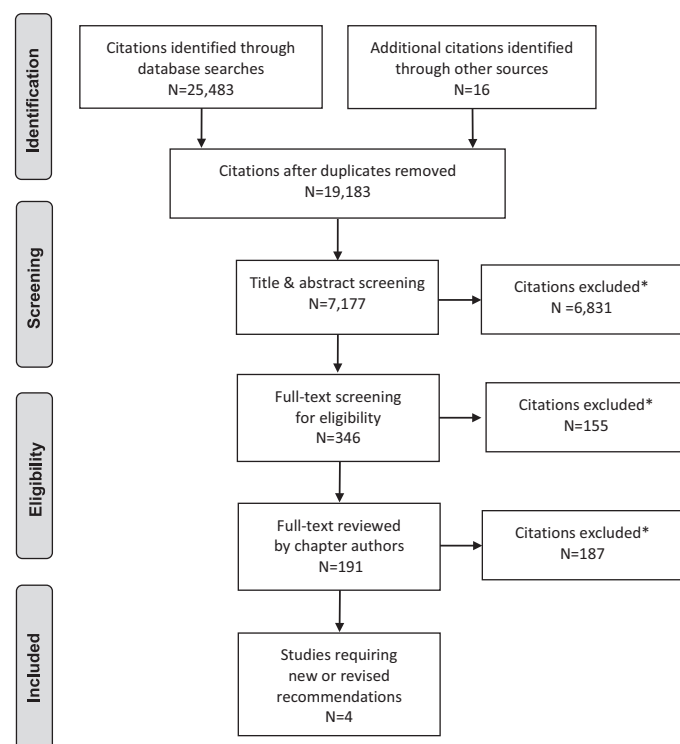 Identification
Citations identified through
database searches
N=25,483
Additional citations identified
through other sources
N=16
Citations after duplicates removed
N=19,183
Screening
Title & abstract screening
N=7,177
Citations excluded*
N =6,831
Eligibility
Full-text screening
for eligibility
N=346
Citations excluded*
N=155
Full-text reviewed
by chapter authors
N=191
Citations excluded*
N=187
Included
Studies requiring
new or revised
recommendations
N=4